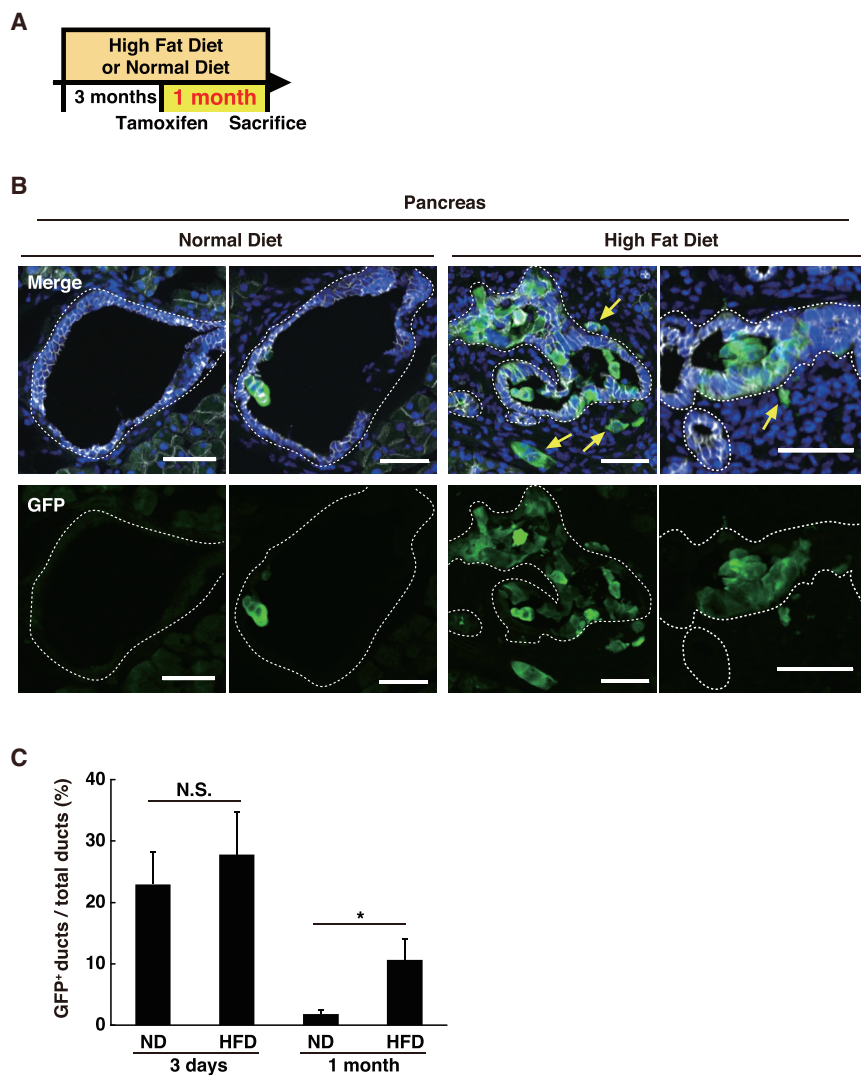 A
High Fat Diet
or Normal Diet
3 months
1 month
Tamoxifen
Sacrifice
B
Pancreas
Normal Diet
High Fat Diet
Merge
GFP
C
GFP+ ducts / total ducts (%)
40
30
20
10
0
N.S.
*
ND
HFD
ND
HFD
3 days
1 month